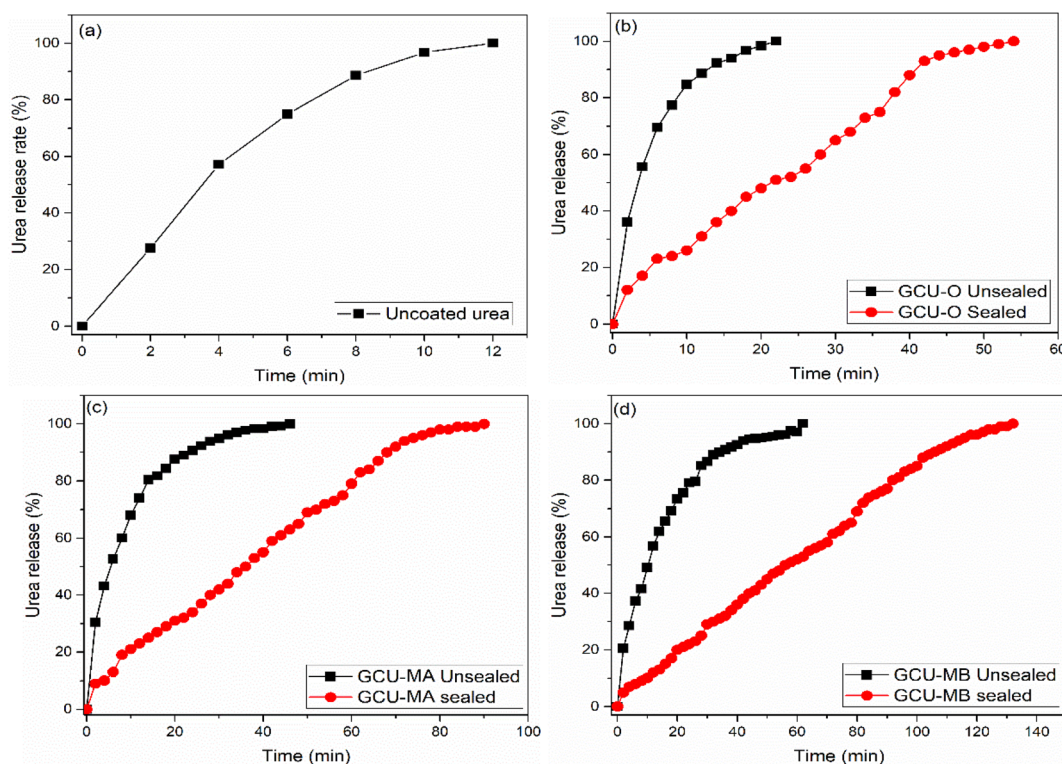 (a)
100
80
60
40
20
0
Urea release rate (%)
Uncoated urea
0 2 4 6 8 10 12
Time (min)
(b)
100
80
60
40
20
0
Urea release (%)
GCU-O Unsealed
GCU-O Sealed
0 10 20 30 40 50 60
Time (min)
(c)
100
80
60
40
20
0
Urea release (%)
GCU-MA Unsealed
GCU-MA sealed
0 20 40 60 80 100
Time (min)
(d)
100
80
60
40
20
0
Urea release (%)
GCU-MB Unsealed
GCU-MB sealed
0 20 40 60 80 100 120 140
Time (min)